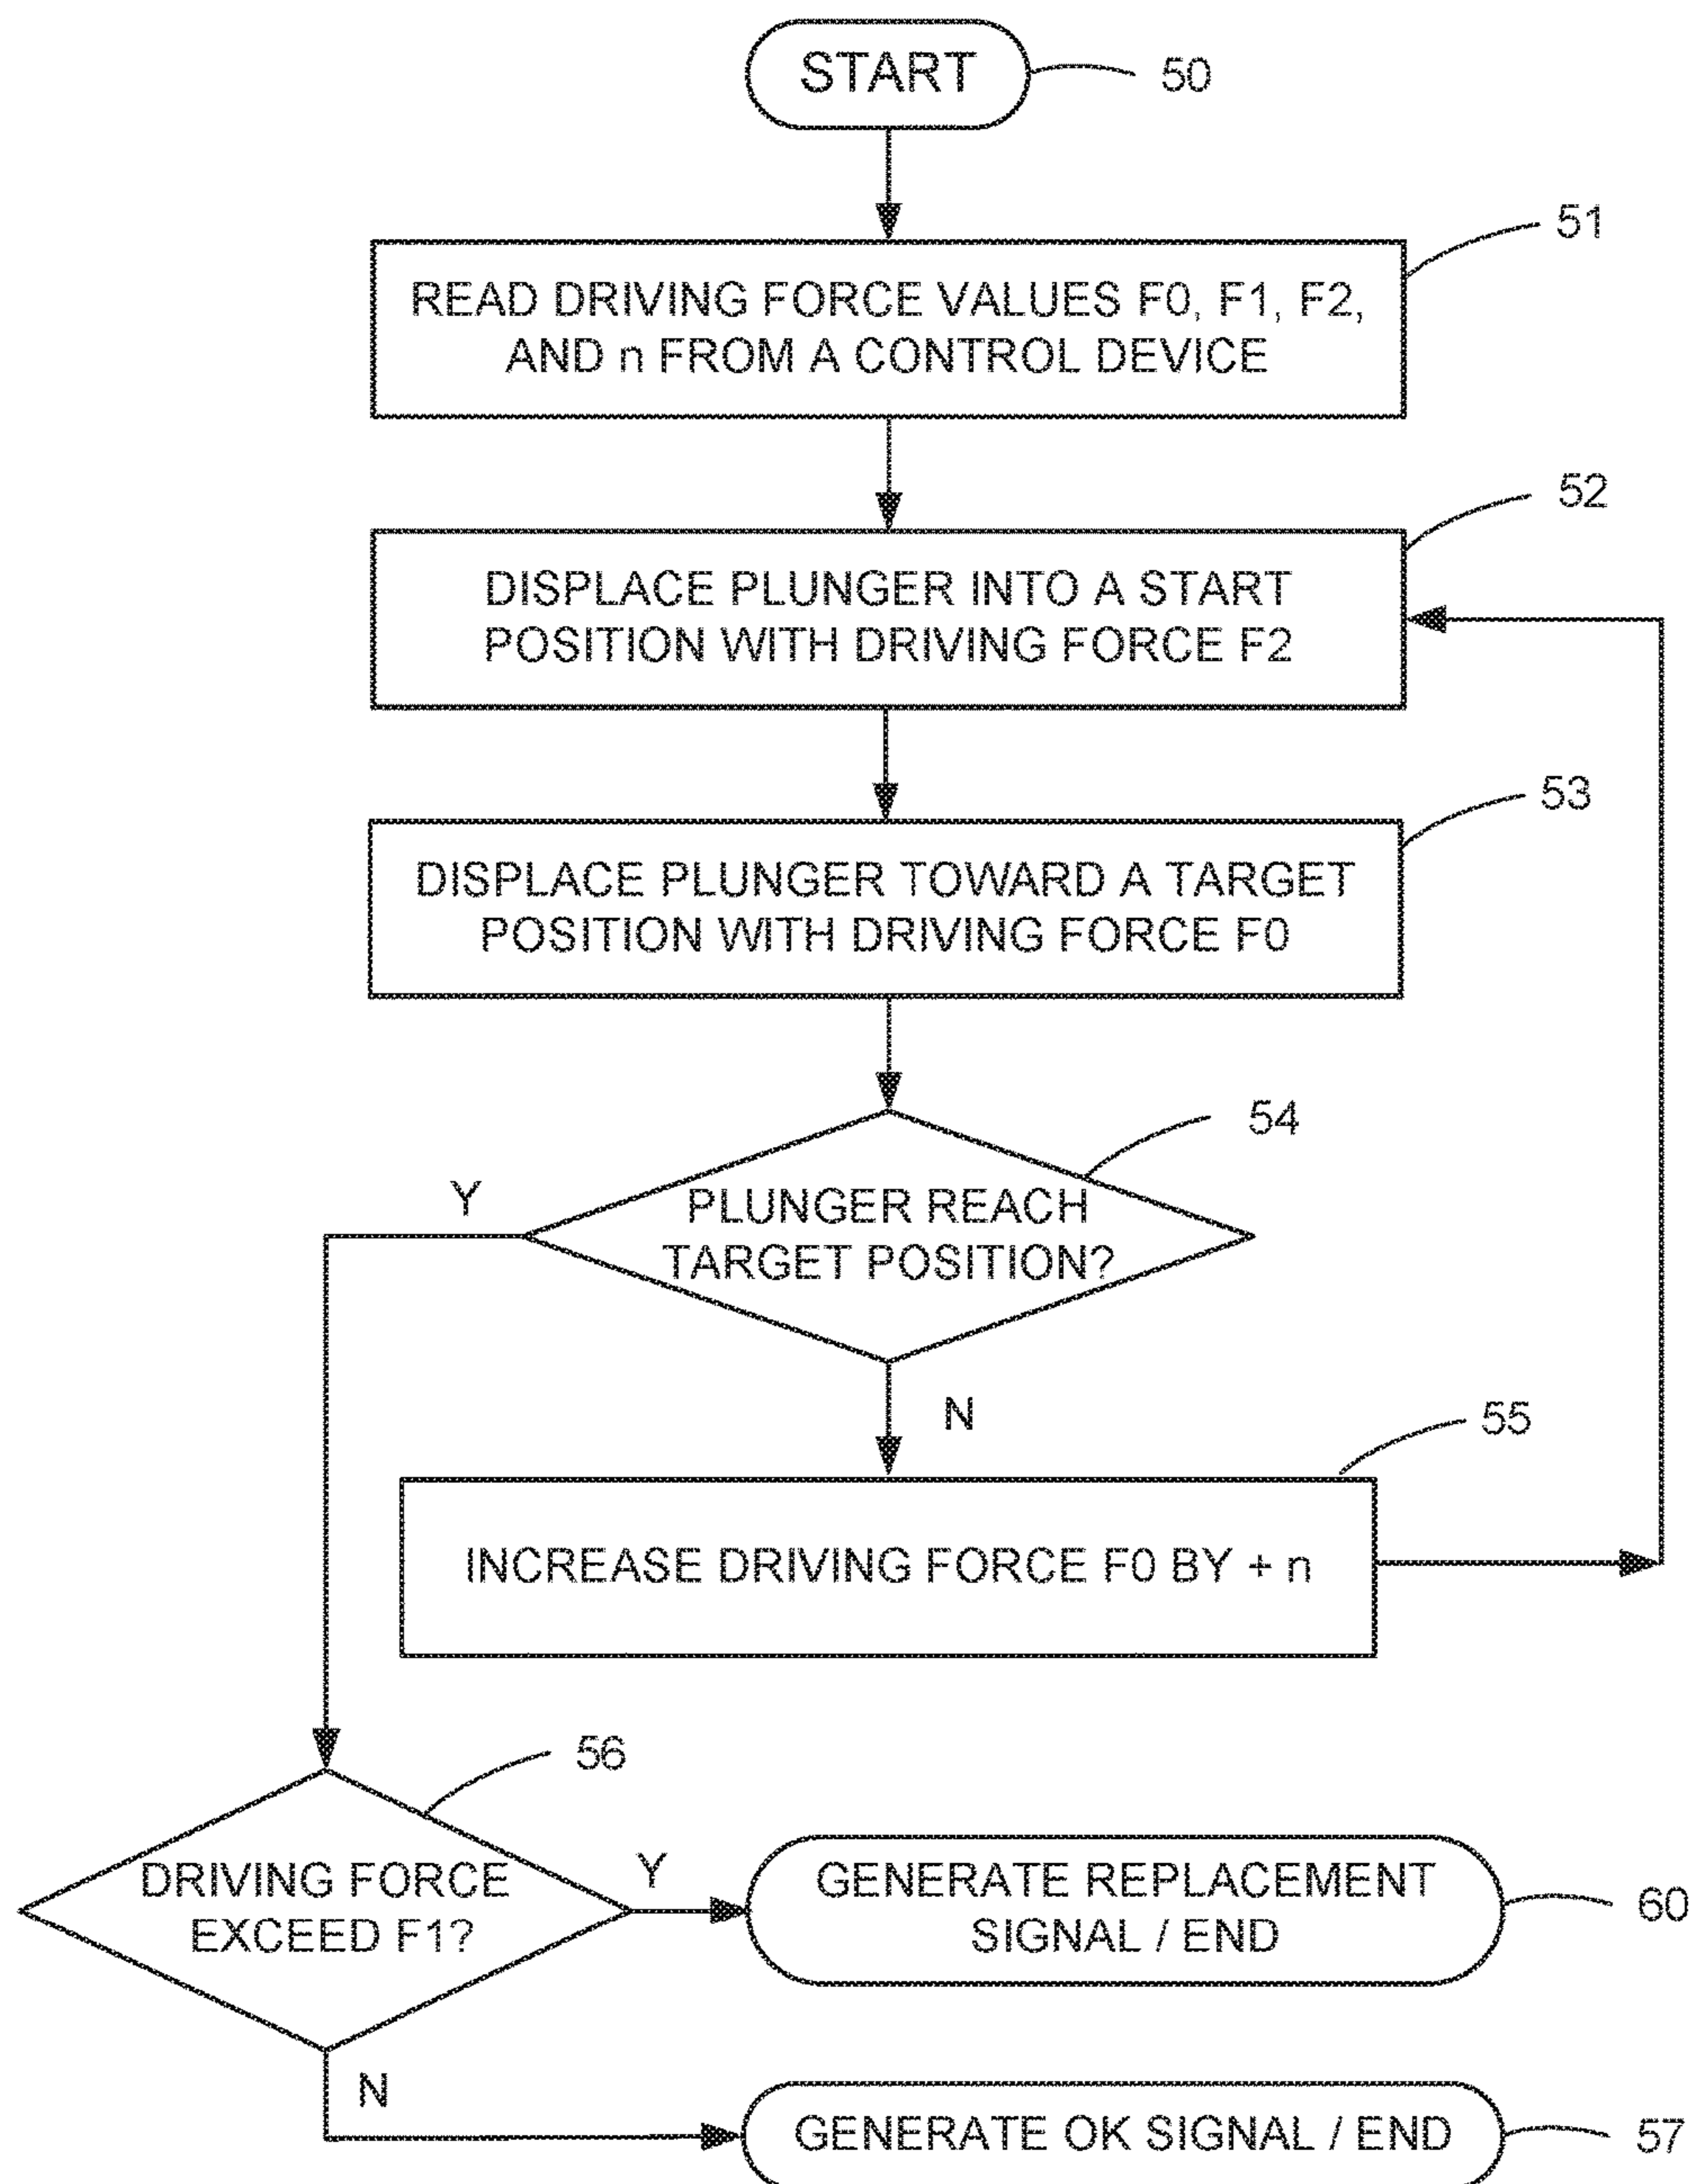 START
50
51
READ DRIVING FORCE VALUES F0, F1, F2,
AND n FROM A CONTROL DEVICE
52
DISPLACE PLUNGER INTO A START
POSITION WITH DRIVING FORCE F2
53
DISPLACE PLUNGER TOWARD A TARGET
POSITION WITH DRIVING FORCE F0
54
Y
PLUNGER REACH
TARGET POSITION?
N
55
INCREASE DRIVING FORCE F0 BY + n
56
DRIVING FORCE
EXCEED F1?
Y
GENERATE REPLACEMENT
SIGNAL / END
60
N
GENERATE OK SIGNAL / END
57